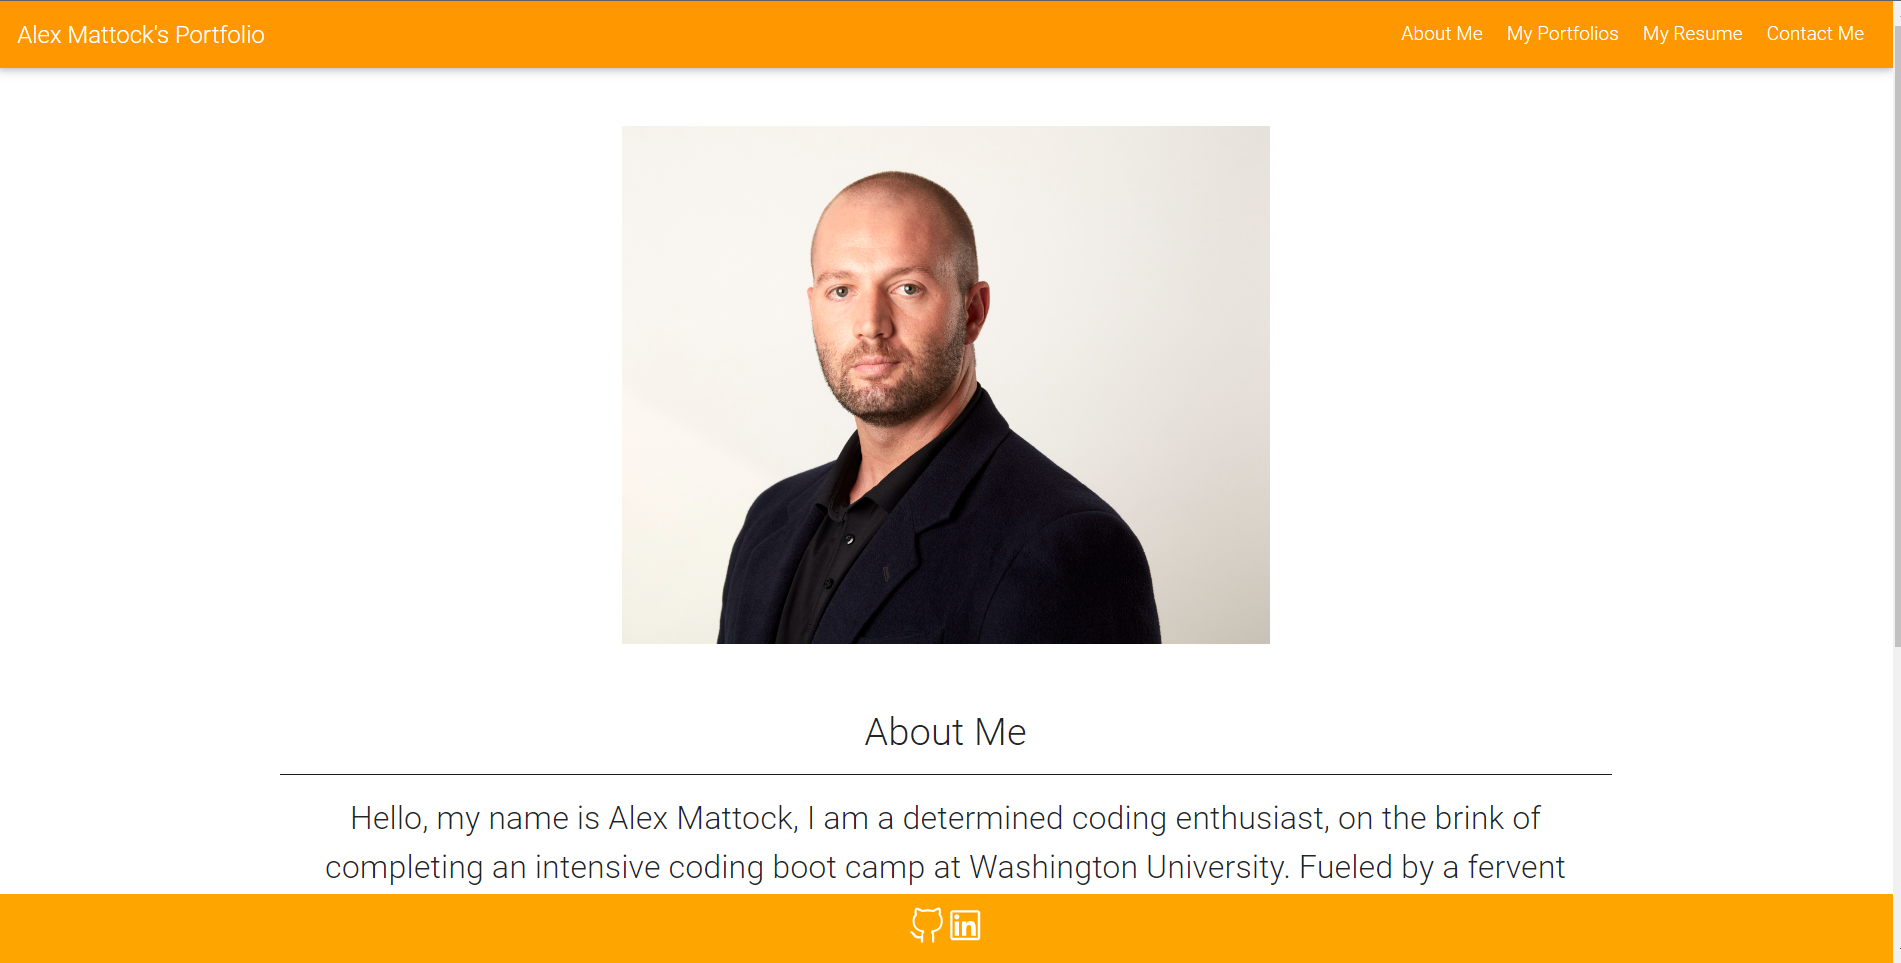 Alex Mattock's Portfolio
About Me My Portfolios My Resume Contact Me
About Me
Hello, my name is Alex Mattock, I am a determined coding enthusiast, on the brink of
completing an intensive coding boot camp at Washington University. Fueled by a fervent
in